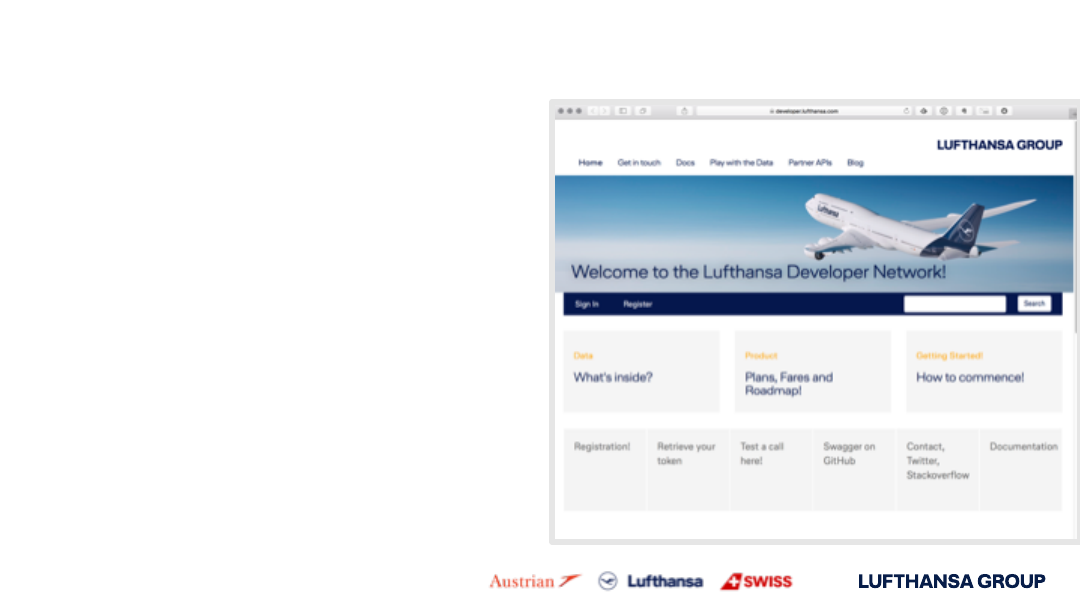 developer.lufthansa.com
LUFTHANSA GROUP
Home Get in touch Docs Play with the Data Partner APIs Blog
Lufthansa
Welcome to the Lufthansa Developer Network!
Sign In Register Search
Data
What's inside?
Product
Plans, Fares and
Roadmap!
Getting Started!
How to commence!
Registration!
Retrieve your
token
Test a call
here!
Swagger on
GitHub
Contact,
Twitter,
Stackoverflow
Documentation
Austrian Lufthansa SWISS LUFTHANSA GROUP